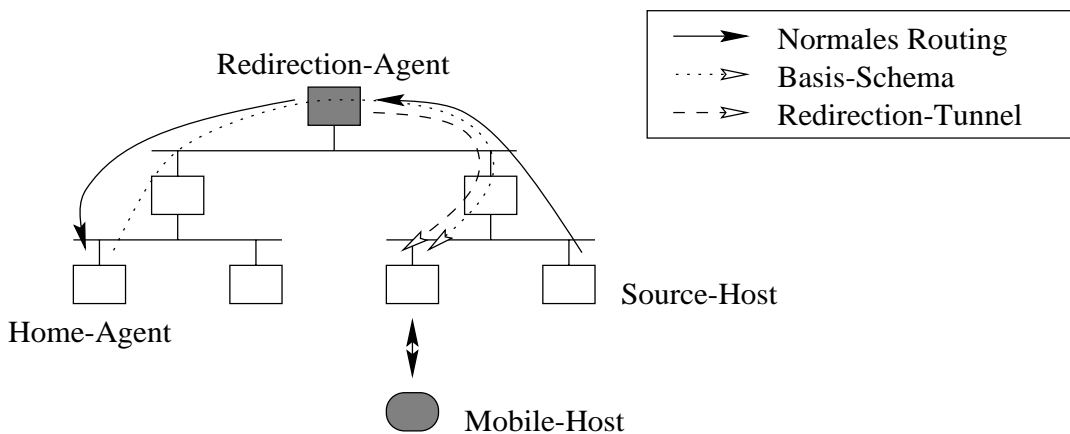 Normales Routing
Basis-Schema
Redirection-Tunnel
Redirection-Agent
Source-Host
Home-Agent
Mobile-Host